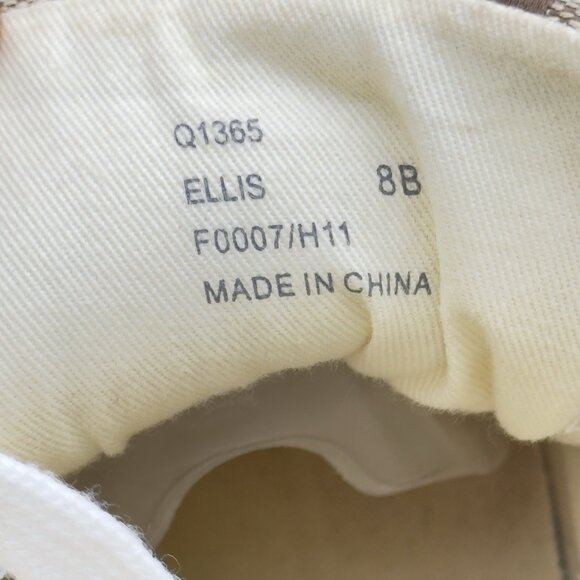 Q1365
ELLIS 8B
F0007/H11
MADE IN CHINA